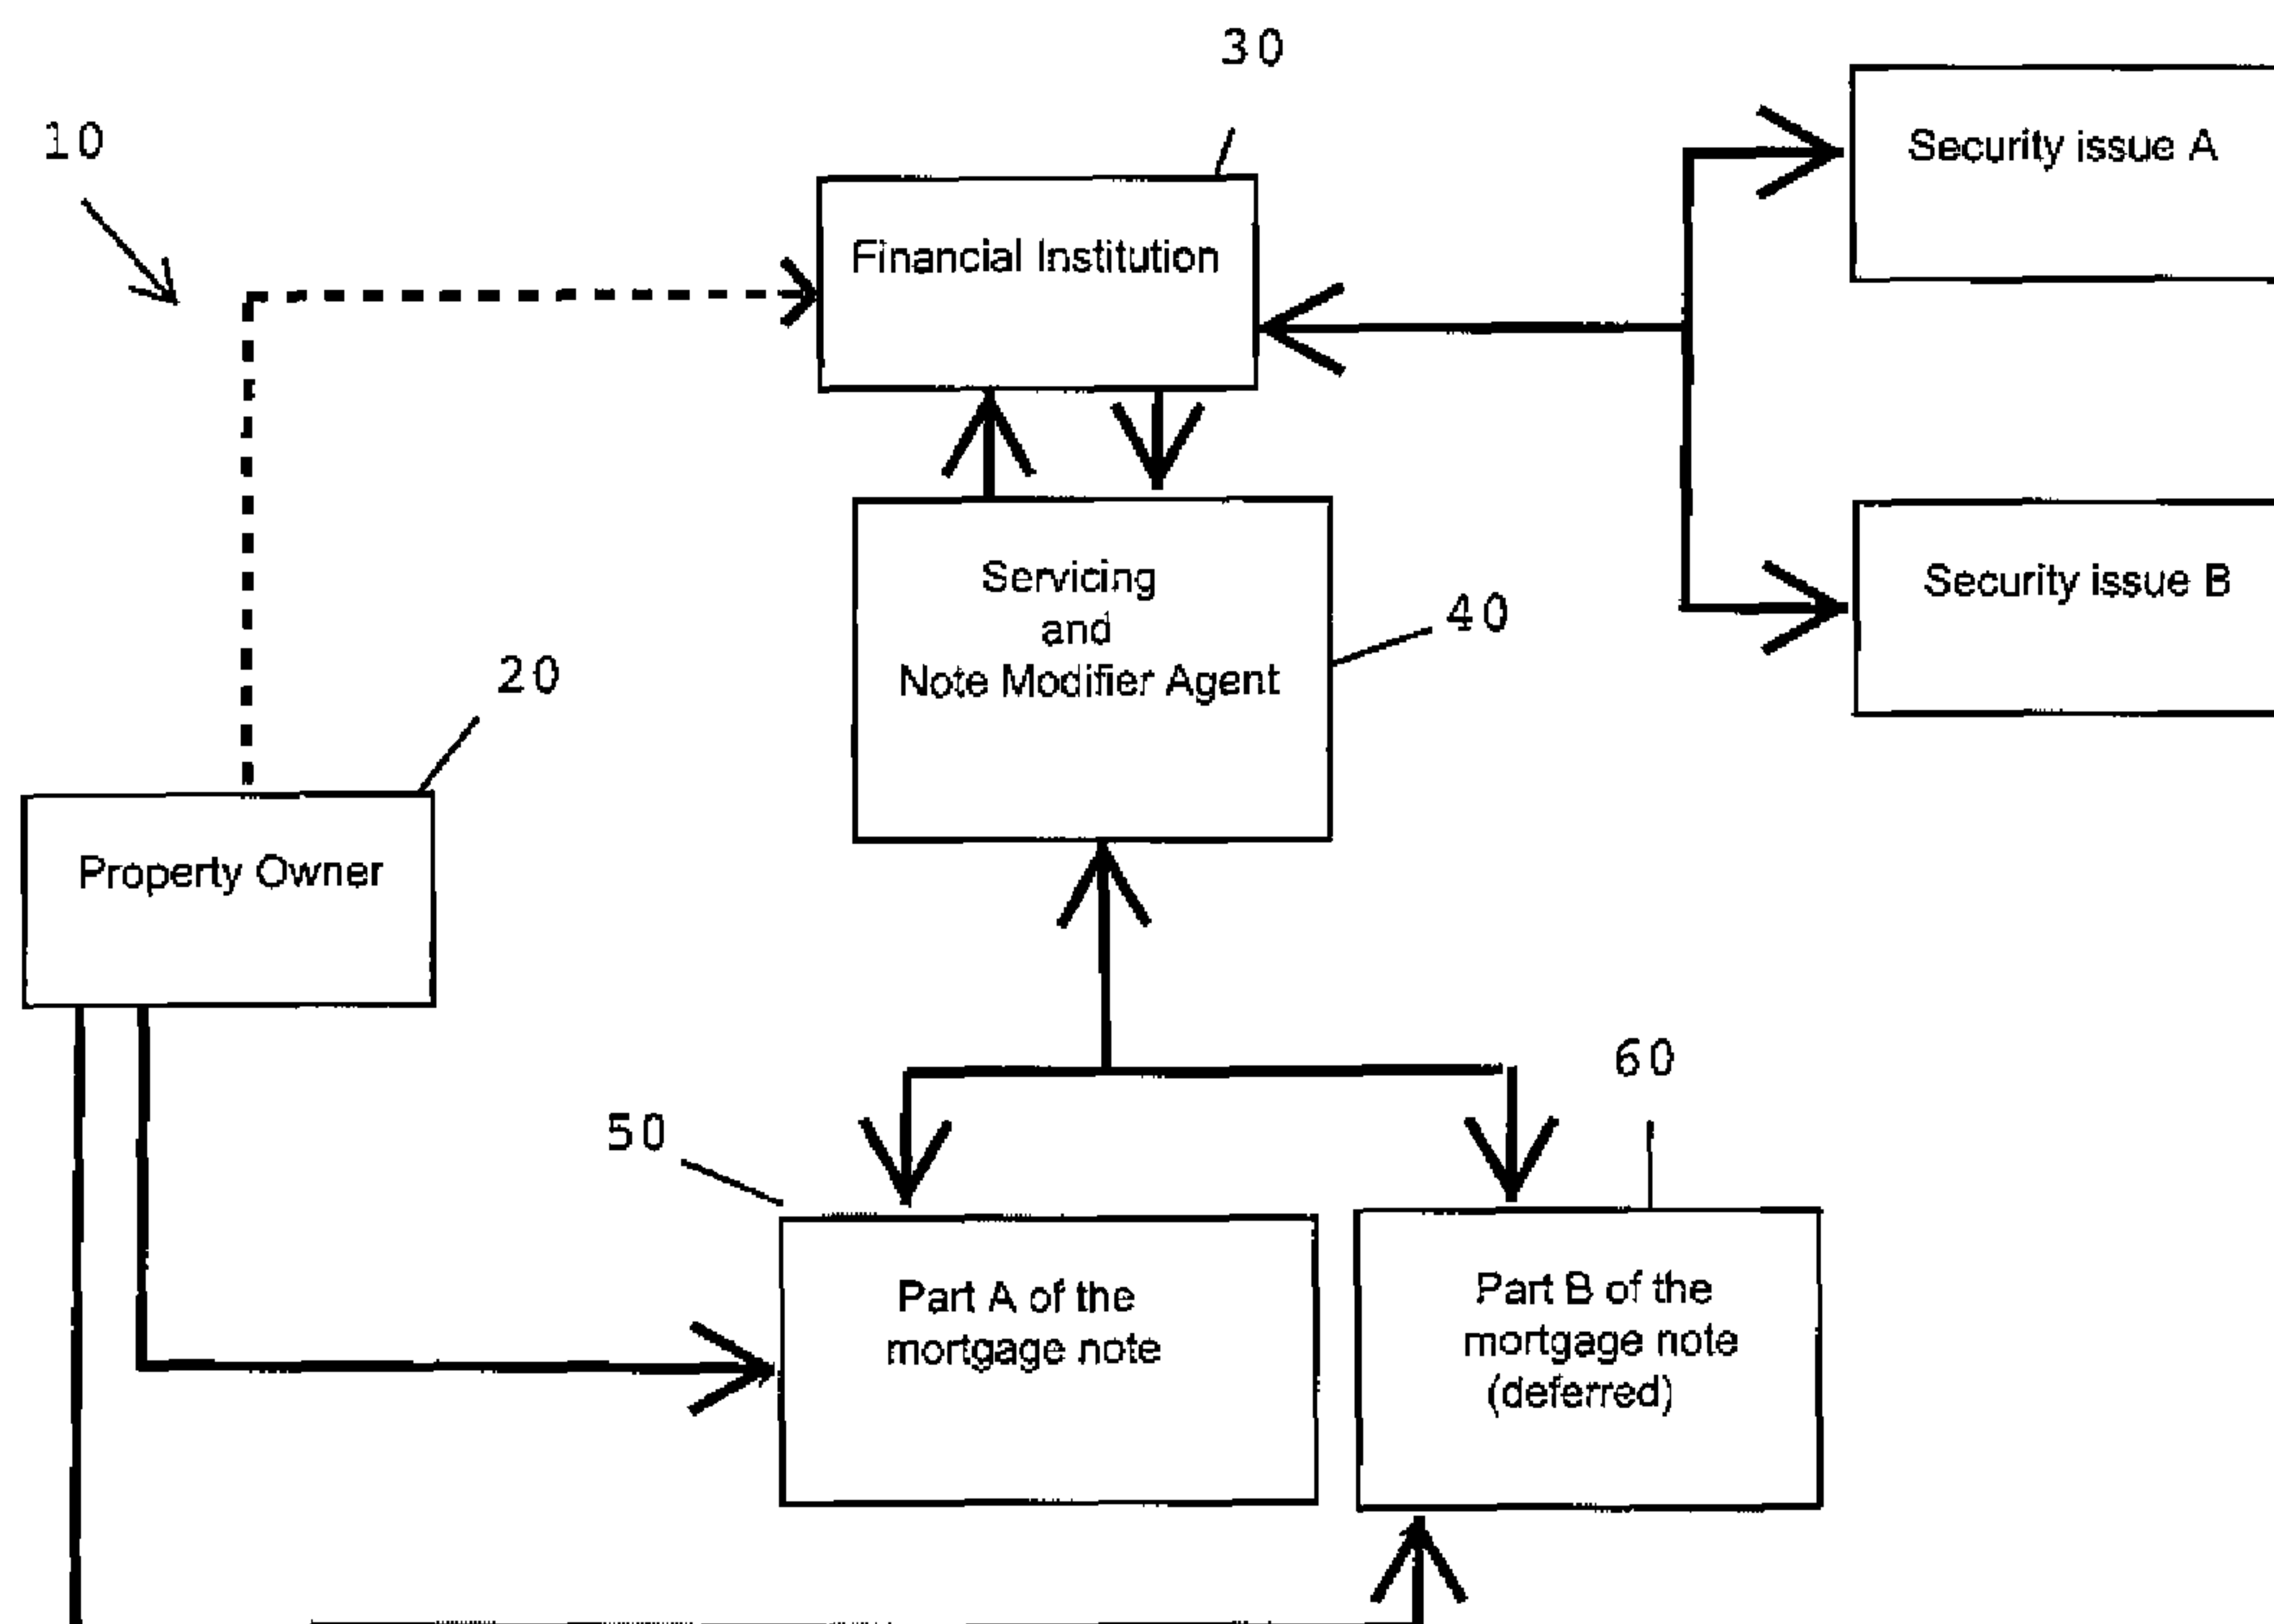 30
10
Security issue A
Financial Institution
Servicing
and
Note Modifier Agent
Security issue B
40
20
Property Owner
60
50
Part A of the
mortgage note
Part B of the
mortgage note
(deferred)